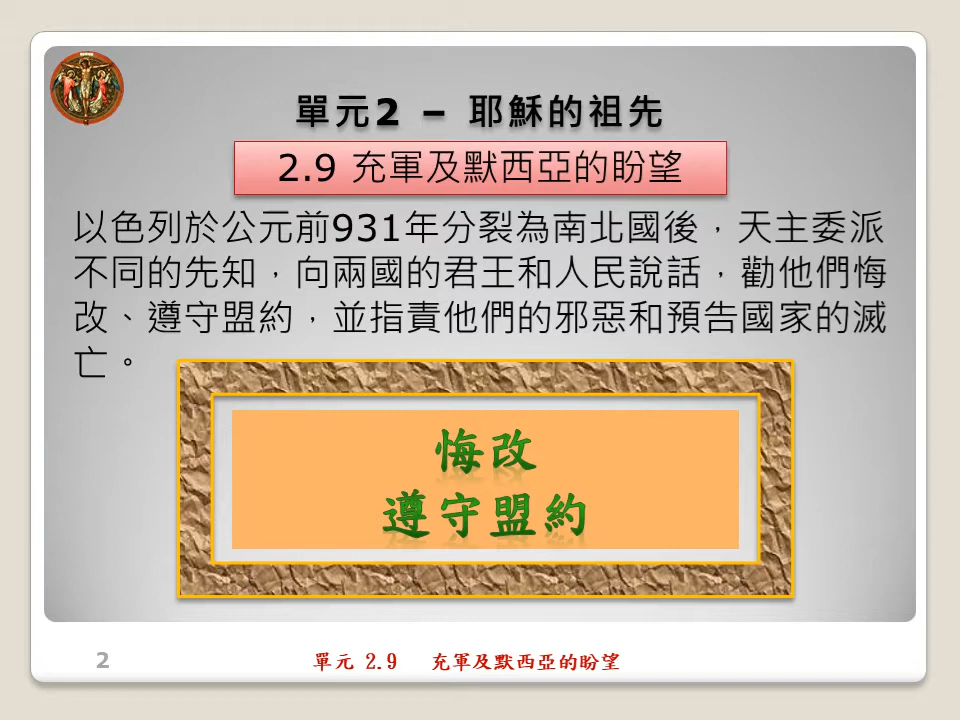 單元2 – 耶穌的祖先
2.9 充軍及默西亞的盼望
以色列於公元前931年分裂為南北國後，天主委派
不同的先知，向兩國的君王和人民說話，勸他們悔
改、遵守盟約，並指責他們的邪惡和預告國家的滅
亡。
悔改
遵守盟約
2
單元 2.9 充軍及默西亞的盼望